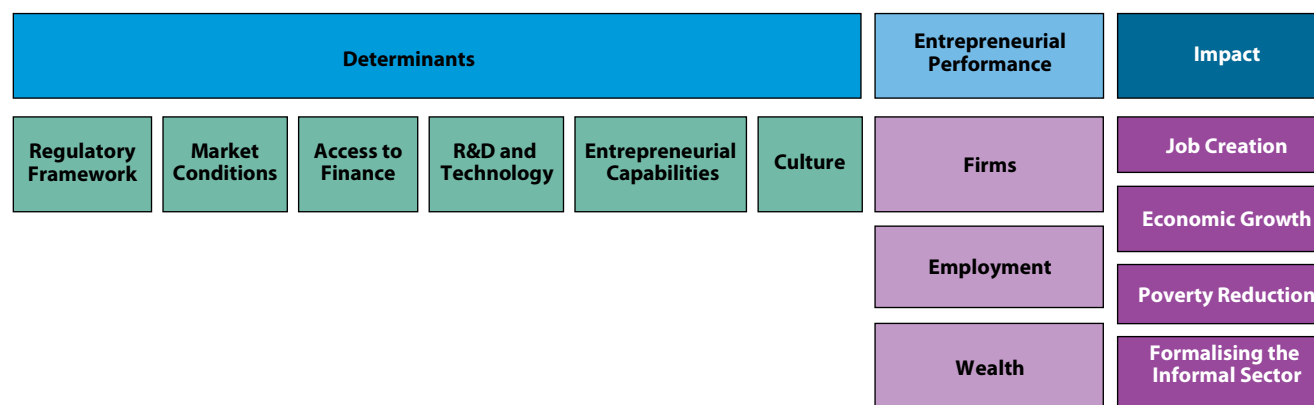 Determinants
Entrepreneurial
Performance
Impact
Regulatory
Framework
Market
Conditions
Access to
Finance
R&D and
Technology
Entrepreneurial
Capabilities
Culture
Firms
Employment
Wealth
Job Creation
Economic Growth
Poverty Reduction
Formalising the
Informal Sector